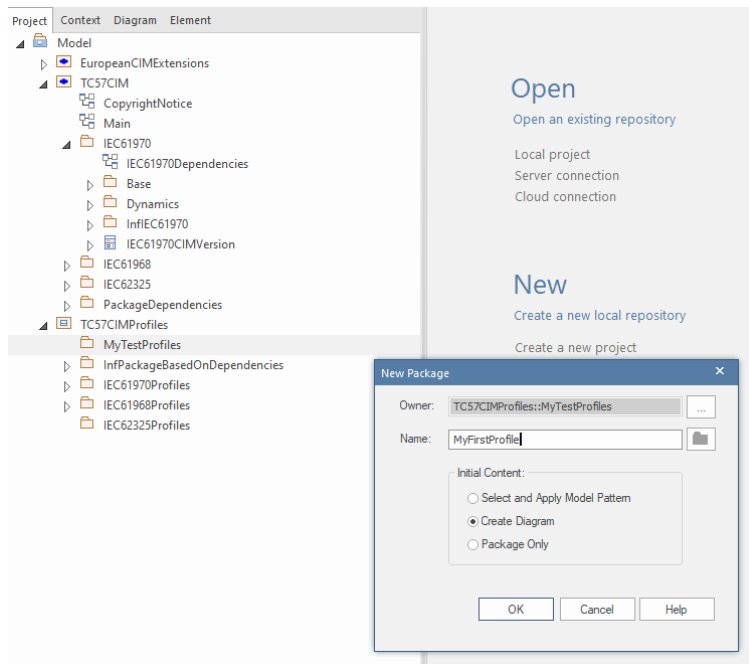 Project Context Diagram Element
Model
EuropeanCIMExtensions
TC57CIM
CopyrightNotice
Main
IEC61970
IEC61970Dependencies
Base
Dynamics
InfIEC61970
IEC61970CIMVersion
IEC61968
IEC62325
PackageDependencies
TC57CIMProfiles
MyTestProfiles
InfPackageBasedOnDependencies
IEC61970Profiles
IEC61968Profiles
IEC62325Profiles
Open
Open an existing repository
Local project
Server connection
Cloud connection
New
Create a new local repository
Create a new project
New Package
Owner: TC57CIMProfiles::MyTestProfiles ...
Name: MyFirstProfile
Initial Content:
Select and Apply Model Pattern
Create Diagram
Package Only
OK Cancel Help